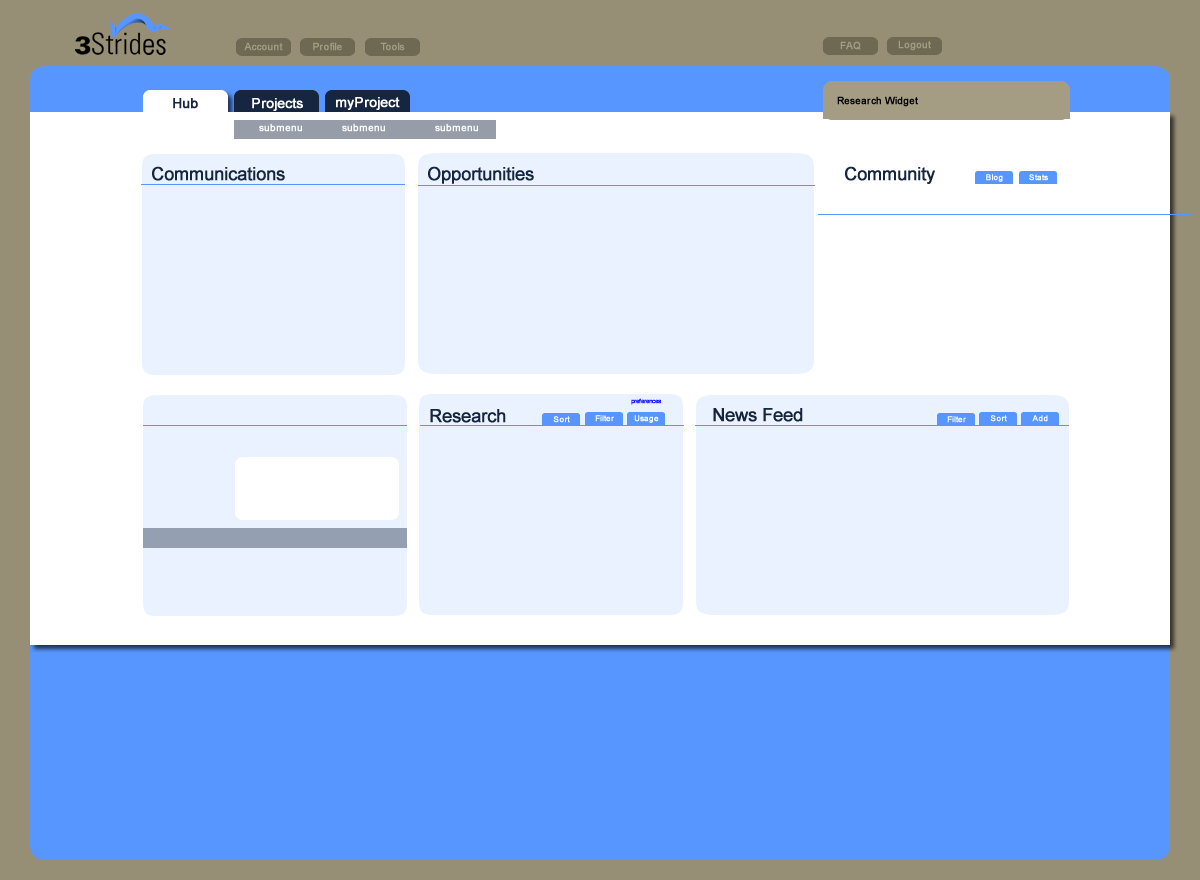 3Strides
Account Profile Tools FAQ Logout
Hub Projects myProject Research Widget
submenu submenu submenu
Communications Opportunities Community Blog Stats
preferences
Research Sort Filter Usage News Feed Filter Sort Add